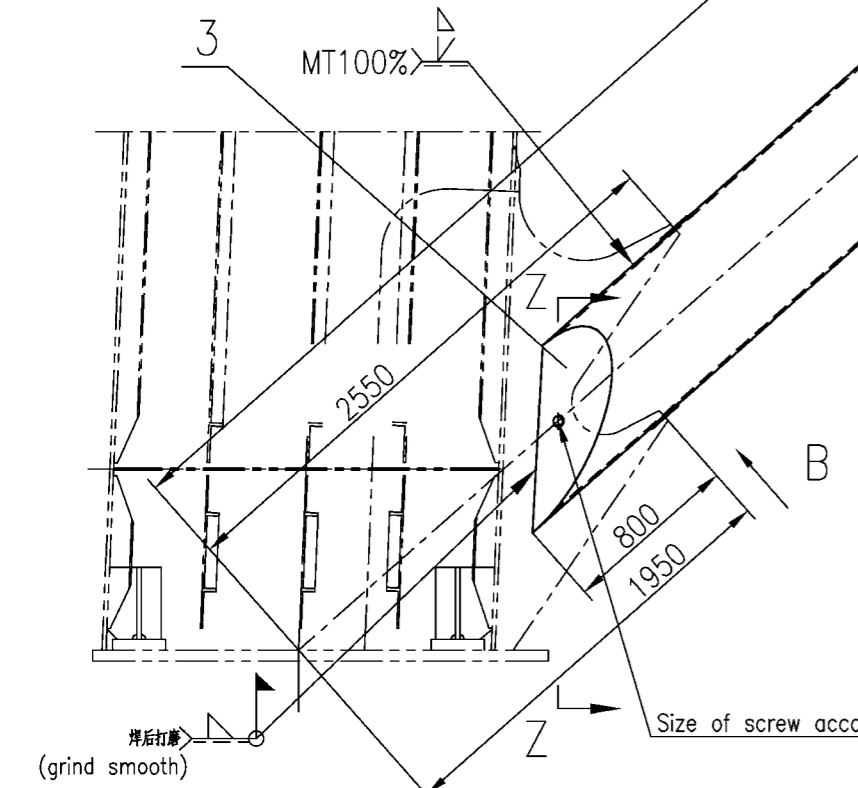 3
MT100%
Z
2550
B
800
1950
焊后打磨
(grind smooth)
Z
Size of screw acco